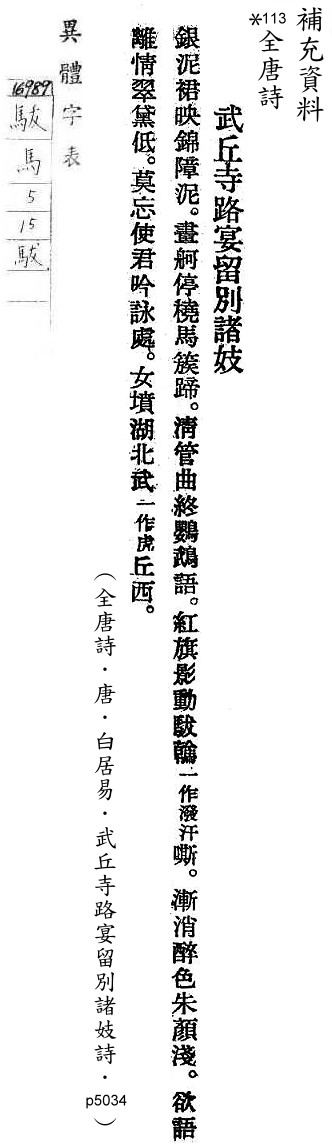 補充資料
*113 全唐詩
武丘寺路宴留別諸妓
銀泥裙映錦障泥。畫舸停橈馬簇蹄。清管曲終鸚鵡語。紅旗影動一作潑汗嘶。漸消醉色朱顏淺。欲語
離情翠黛低。莫忘使君吟詠處。女墳湖北武一作虎丘西。
（全唐詩．唐．白居易．武丘寺路宴留別諸妓詩．p5034）
異體字表
16989
馬
5
15